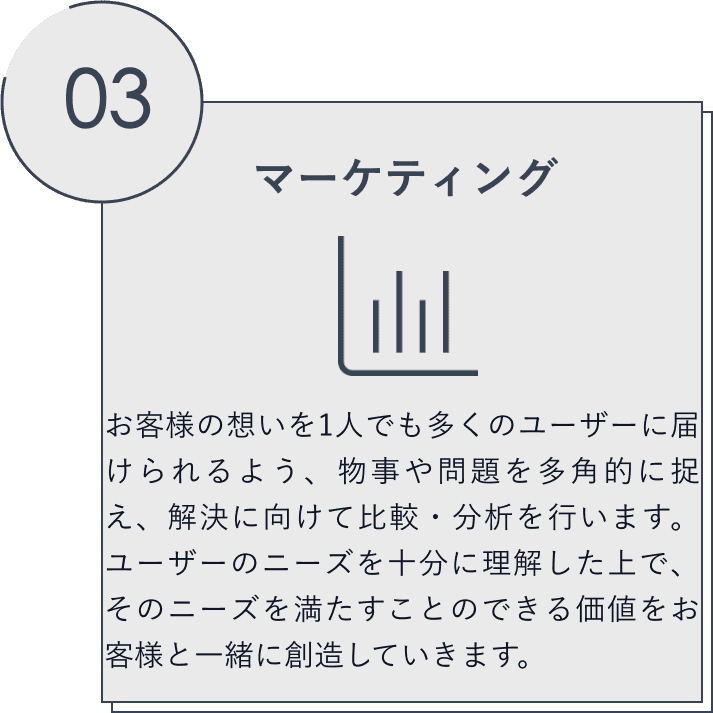 03
マーケティング
お客様の想いを1人でも多くのユーザーに届
けられるよう、物事や問題を多角的に捉
え、解決に向けて比較・分析を行います。
ユーザーのニーズを十分に理解した上で、
そのニーズを満たすことのできる価値をお
客様と一緒に創造していきます。